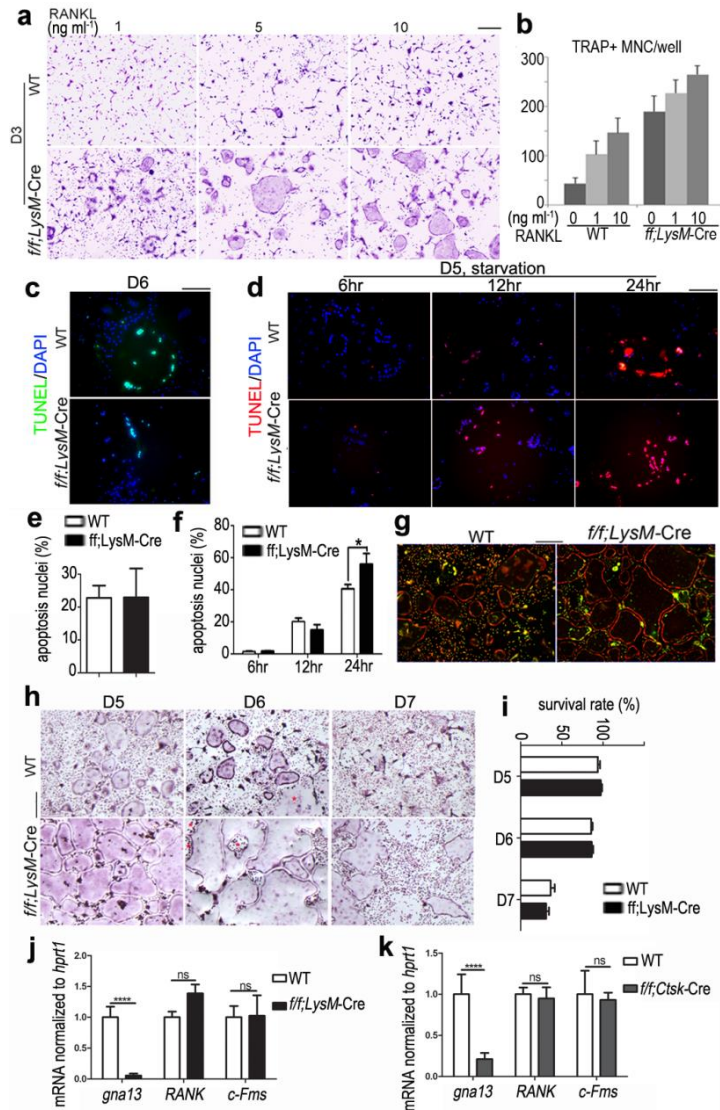 a
RANKL
(ng ml-1)
1
5
10
WT
f/f;LysM-Cre
D3
b
TRAP+ MNC/well
300
200
100
0
(ng ml-1)
RANKL
0 1 10 0 1 10
WT ff;LysM-Cre
c
D6
WT
f/f;LysM-Cre
TUNEL/DAPI
d
D5, starvation
6hr
12hr
24hr
WT
f/f;LysM-Cre
TUNEL/DAPI
e
WT
ff;LysM-Cre
apoptosis nuclei (%)
30
20
10
0
f
WT
ff;LysM-Cre
apoptosis nuclei (%)
80
60
40
20
0
*
6hr 12hr 24hr
g
WT
f/f;LysM-Cre
h
D5
D6
D7
WT
f/f;LysM-Cre
i
survival rate (%)
0 50 100
D5
D6
D7
WT
ff;LysM-Cre
j
mRNA normalized to hprt1
2.0
1.5
1.0
0.5
0.0
****
ns
ns
WT
f/f;LysM-Cre
gna13 RANK c-Fms
k
mRNA normalized to hprt1
1.5
1.0
0.5
0.0
****
ns
ns
WT
f/f;Ctsk-Cre
gna13 RANK c-Fms